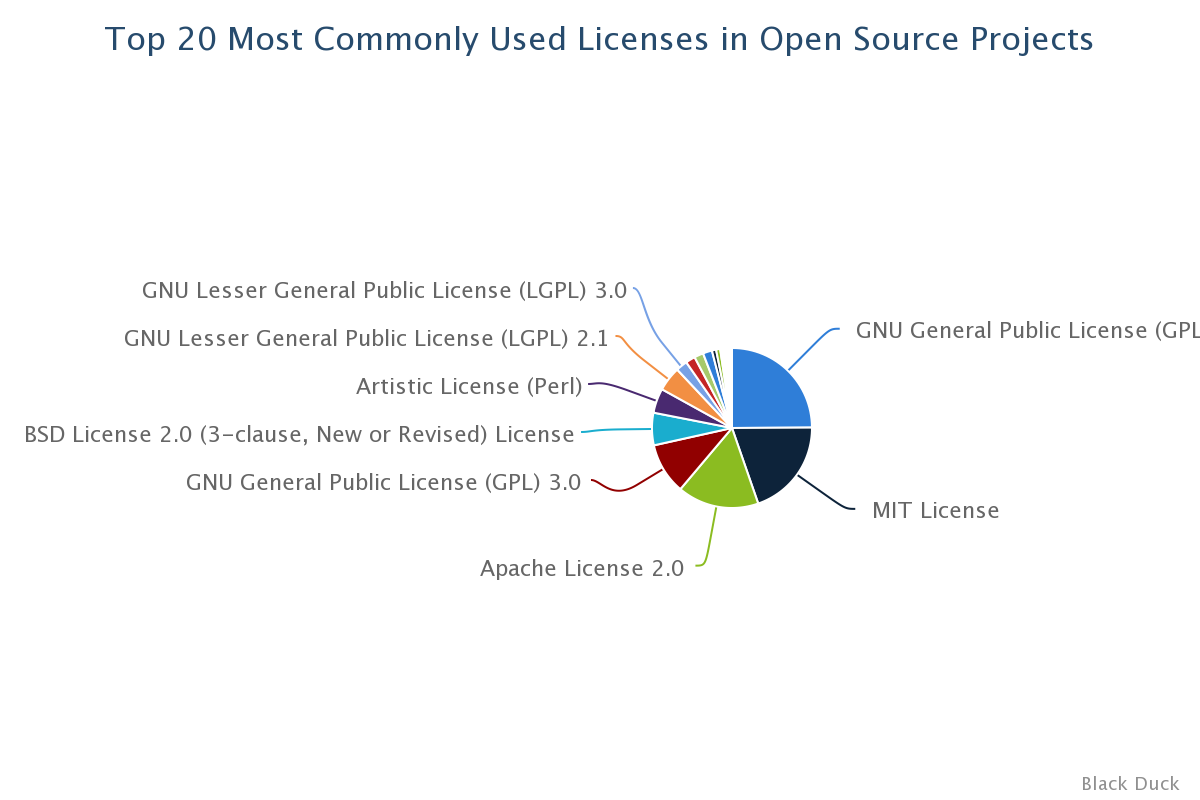 Top 20 Most Commonly Used Licenses in Open Source Projects
GNU Lesser General Public License (LGPL) 3.0
GNU General Public License (GPL
GNU Lesser General Public License (LGPL) 2.1
Artistic License (Perl)
BSD License 2.0 (3-clause, New or Revised) License
GNU General Public License (GPL) 3.0
MIT License
Apache License 2.0
Black Duck